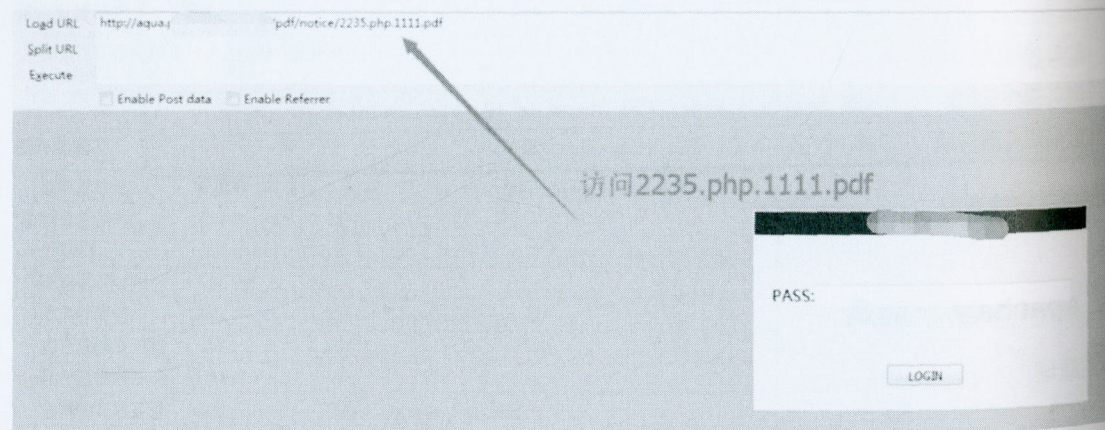 Load URL http://aqua.p pdf/notice/2235.php.1111.pdf
Split URL
Execute
Enable Post data Enable Referrer
访问2235.php.1111.pdf
PASS:
LOGIN